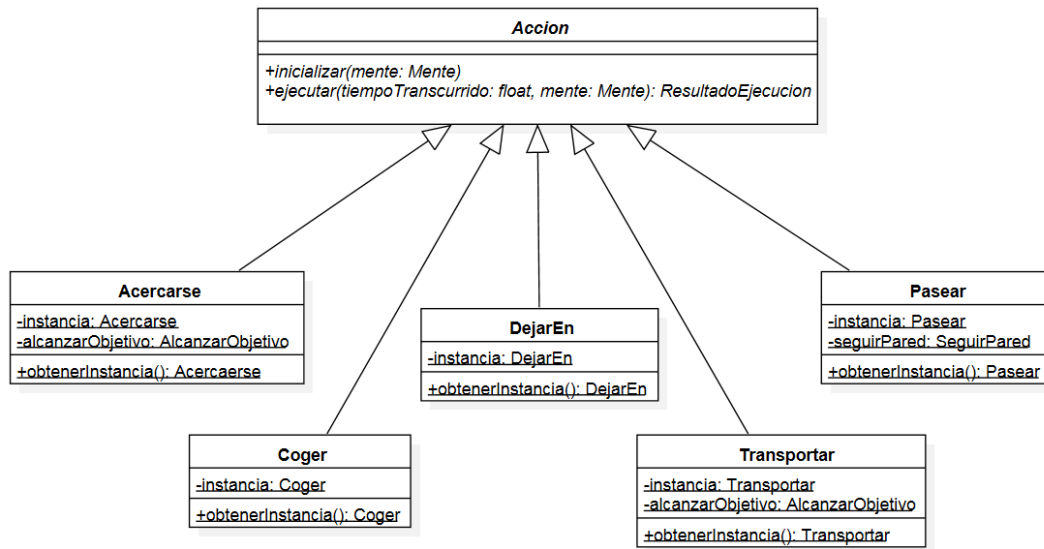 Accion
+inicializar(mente: Mente)
+ejecutar(tiempoTranscurrido: float, mente: Mente): ResultadoEjecucion
Acercarse
-instancia: Acercarse
-alcanzarObjetivo: AlcanzarObjetivo
+obtenerInstancia(): Acercaerse
DejarEn
-instancia: DejarEn
+obtenerInstancia(): DejarEn
Pasear
-instancia: Pasear
-seguirPared: SeguirPared
+obtenerInstancia(): Pasear
Coger
-instancia: Coger
+obtenerInstancia(): Coger
Transportar
-instancia: Transportar
-alcanzarObjetivo: AlcanzarObjetivo
+obtenerInstancia(): Transportar